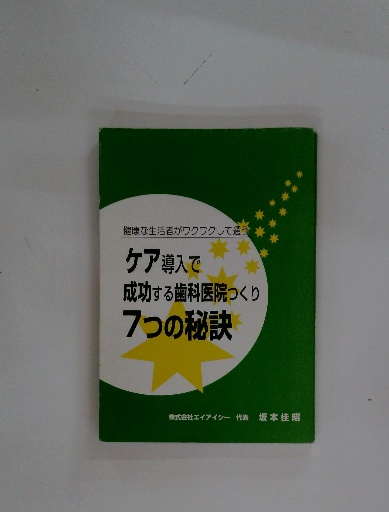 健康な生活者がワクワクして通う
ケア導入で
成功する歯科医院つくり
7つの秘訣
株式会社エイアイシー 代表 坂本佳昭